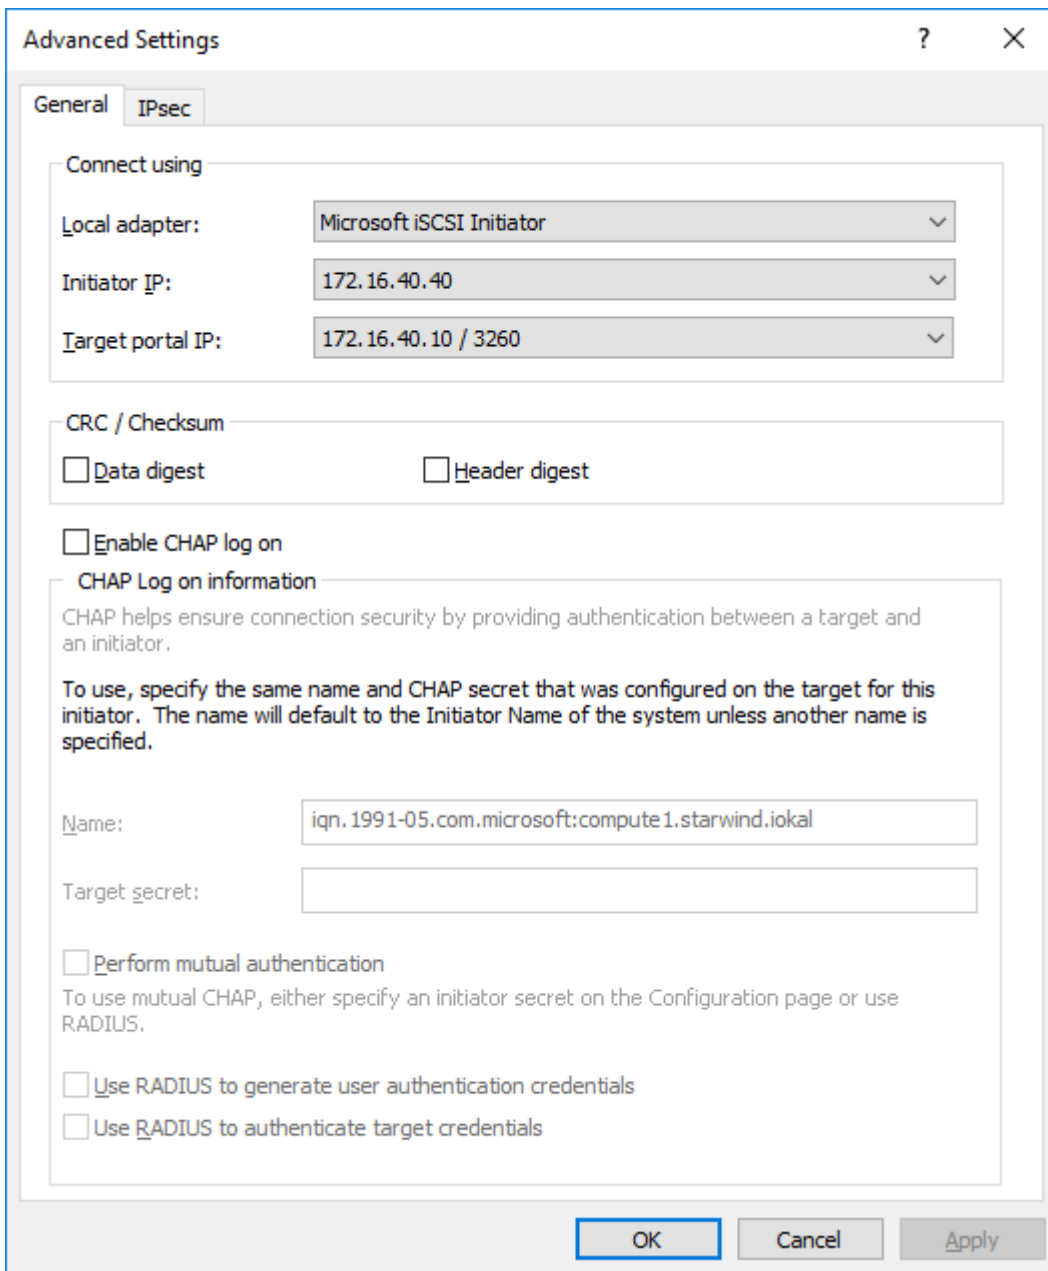 Advanced Settings
?
General
IPsec
Connect using
Local adapter:
Microsoft iSCSI Initiator
Initiator IP:
172.16.40.40
Target portal IP:
172.16.40.10 / 3260
CRC / Checksum
Data digest
Header digest
Enable CHAP log on
CHAP Log on information
CHAP helps ensure connection security by providing authentication between a target and
an initiator.
To use, specify the same name and CHAP secret that was configured on the target for this
initiator.  The name will default to the Initiator Name of the system unless another name is
specified.
Name:
iqn.1991-05.com.microsoft:compute1.starwind.iokal
Target secret:
Perform mutual authentication
To use mutual CHAP, either specify an initiator secret on the Configuration page or use
RADIUS.
Use RADIUS to generate user authentication credentials
Use RADIUS to authenticate target credentials
OK
Cancel
Apply